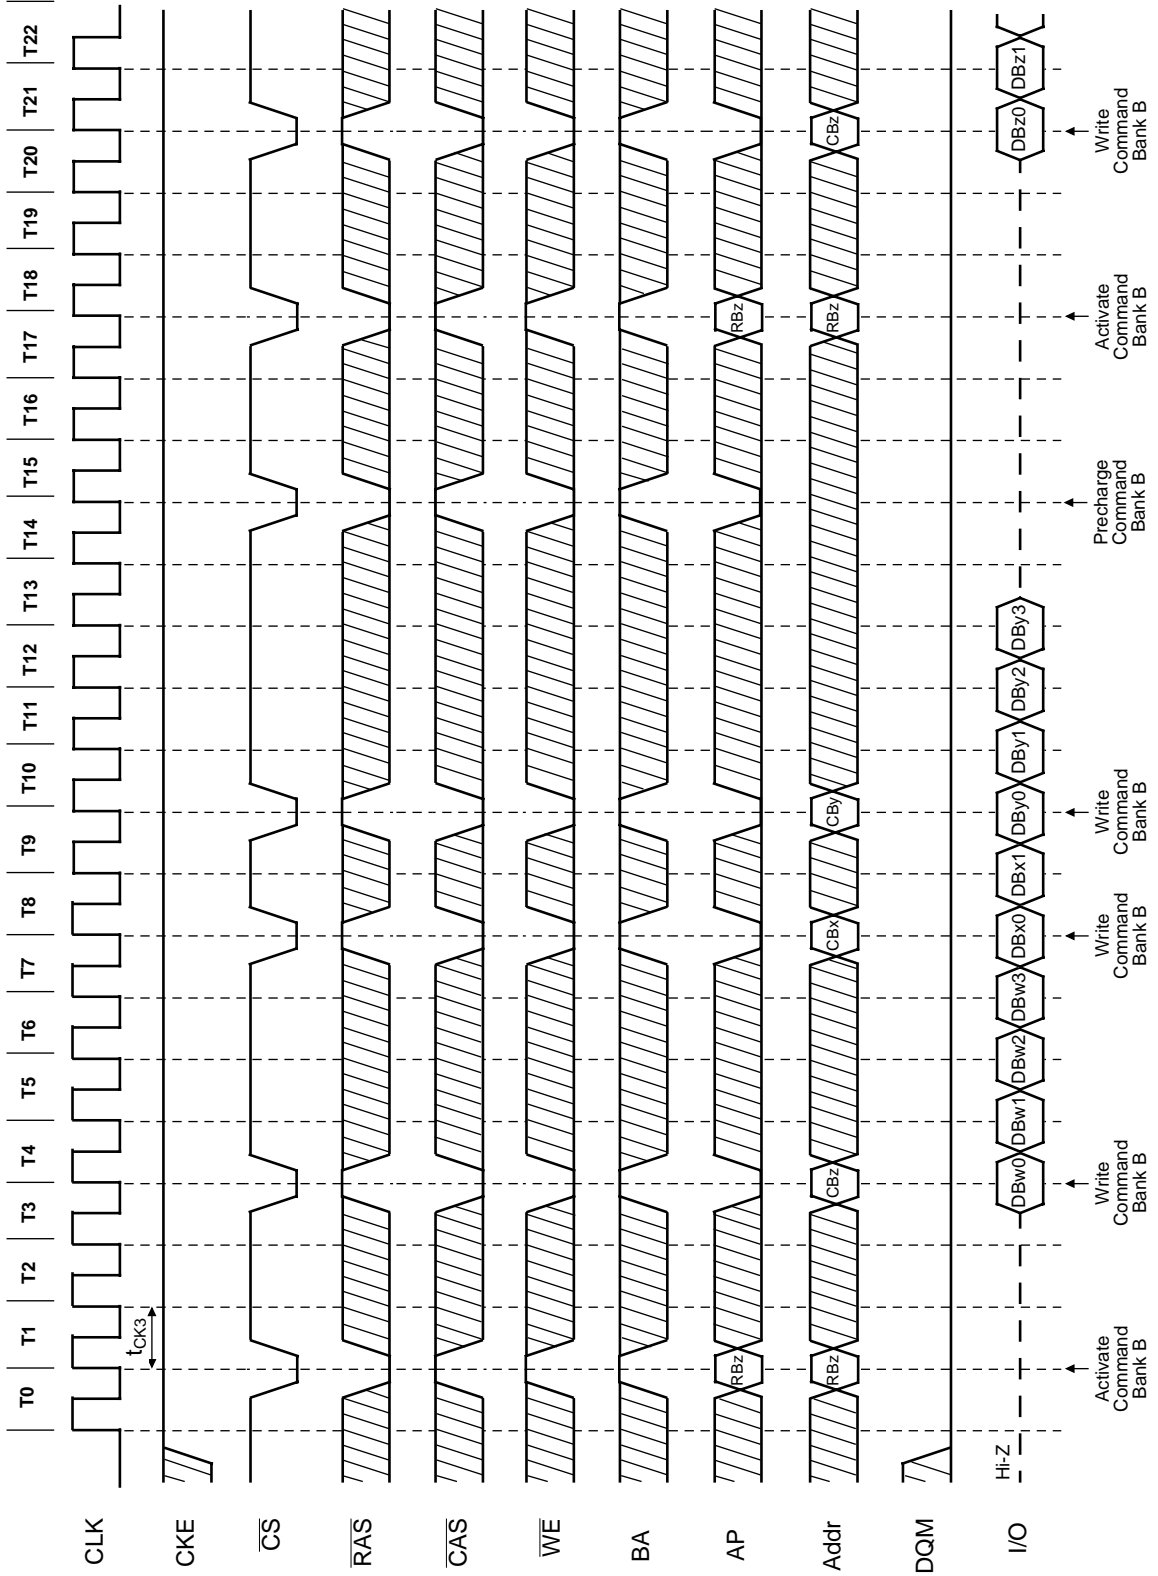 T0 T1 T2 T3 T4 T5 T6 T7 T8 T9 T10 T11 T12 T13 T14 T15 T16 T17 T18 T19 T20 T21 T22
CLK
tCK3
CKE
CS
RAS
CAS
WE
BA
AP RBz RBz
Addr RBz CBz CBx CBy RBz CBz
DQM
Hi-Z
I/O DBw0 DBw1 DBw2 DBw3 DBx0 DBx1 DBy0 DBy1 DBy2 DBy3 DBz0 DBz1
Activate
Command
Bank B
Write
Command
Bank B
Write
Command
Bank B
Write
Command
Bank B
Precharge
Command
Bank B
Activate
Command
Bank B
Write
Command
Bank B